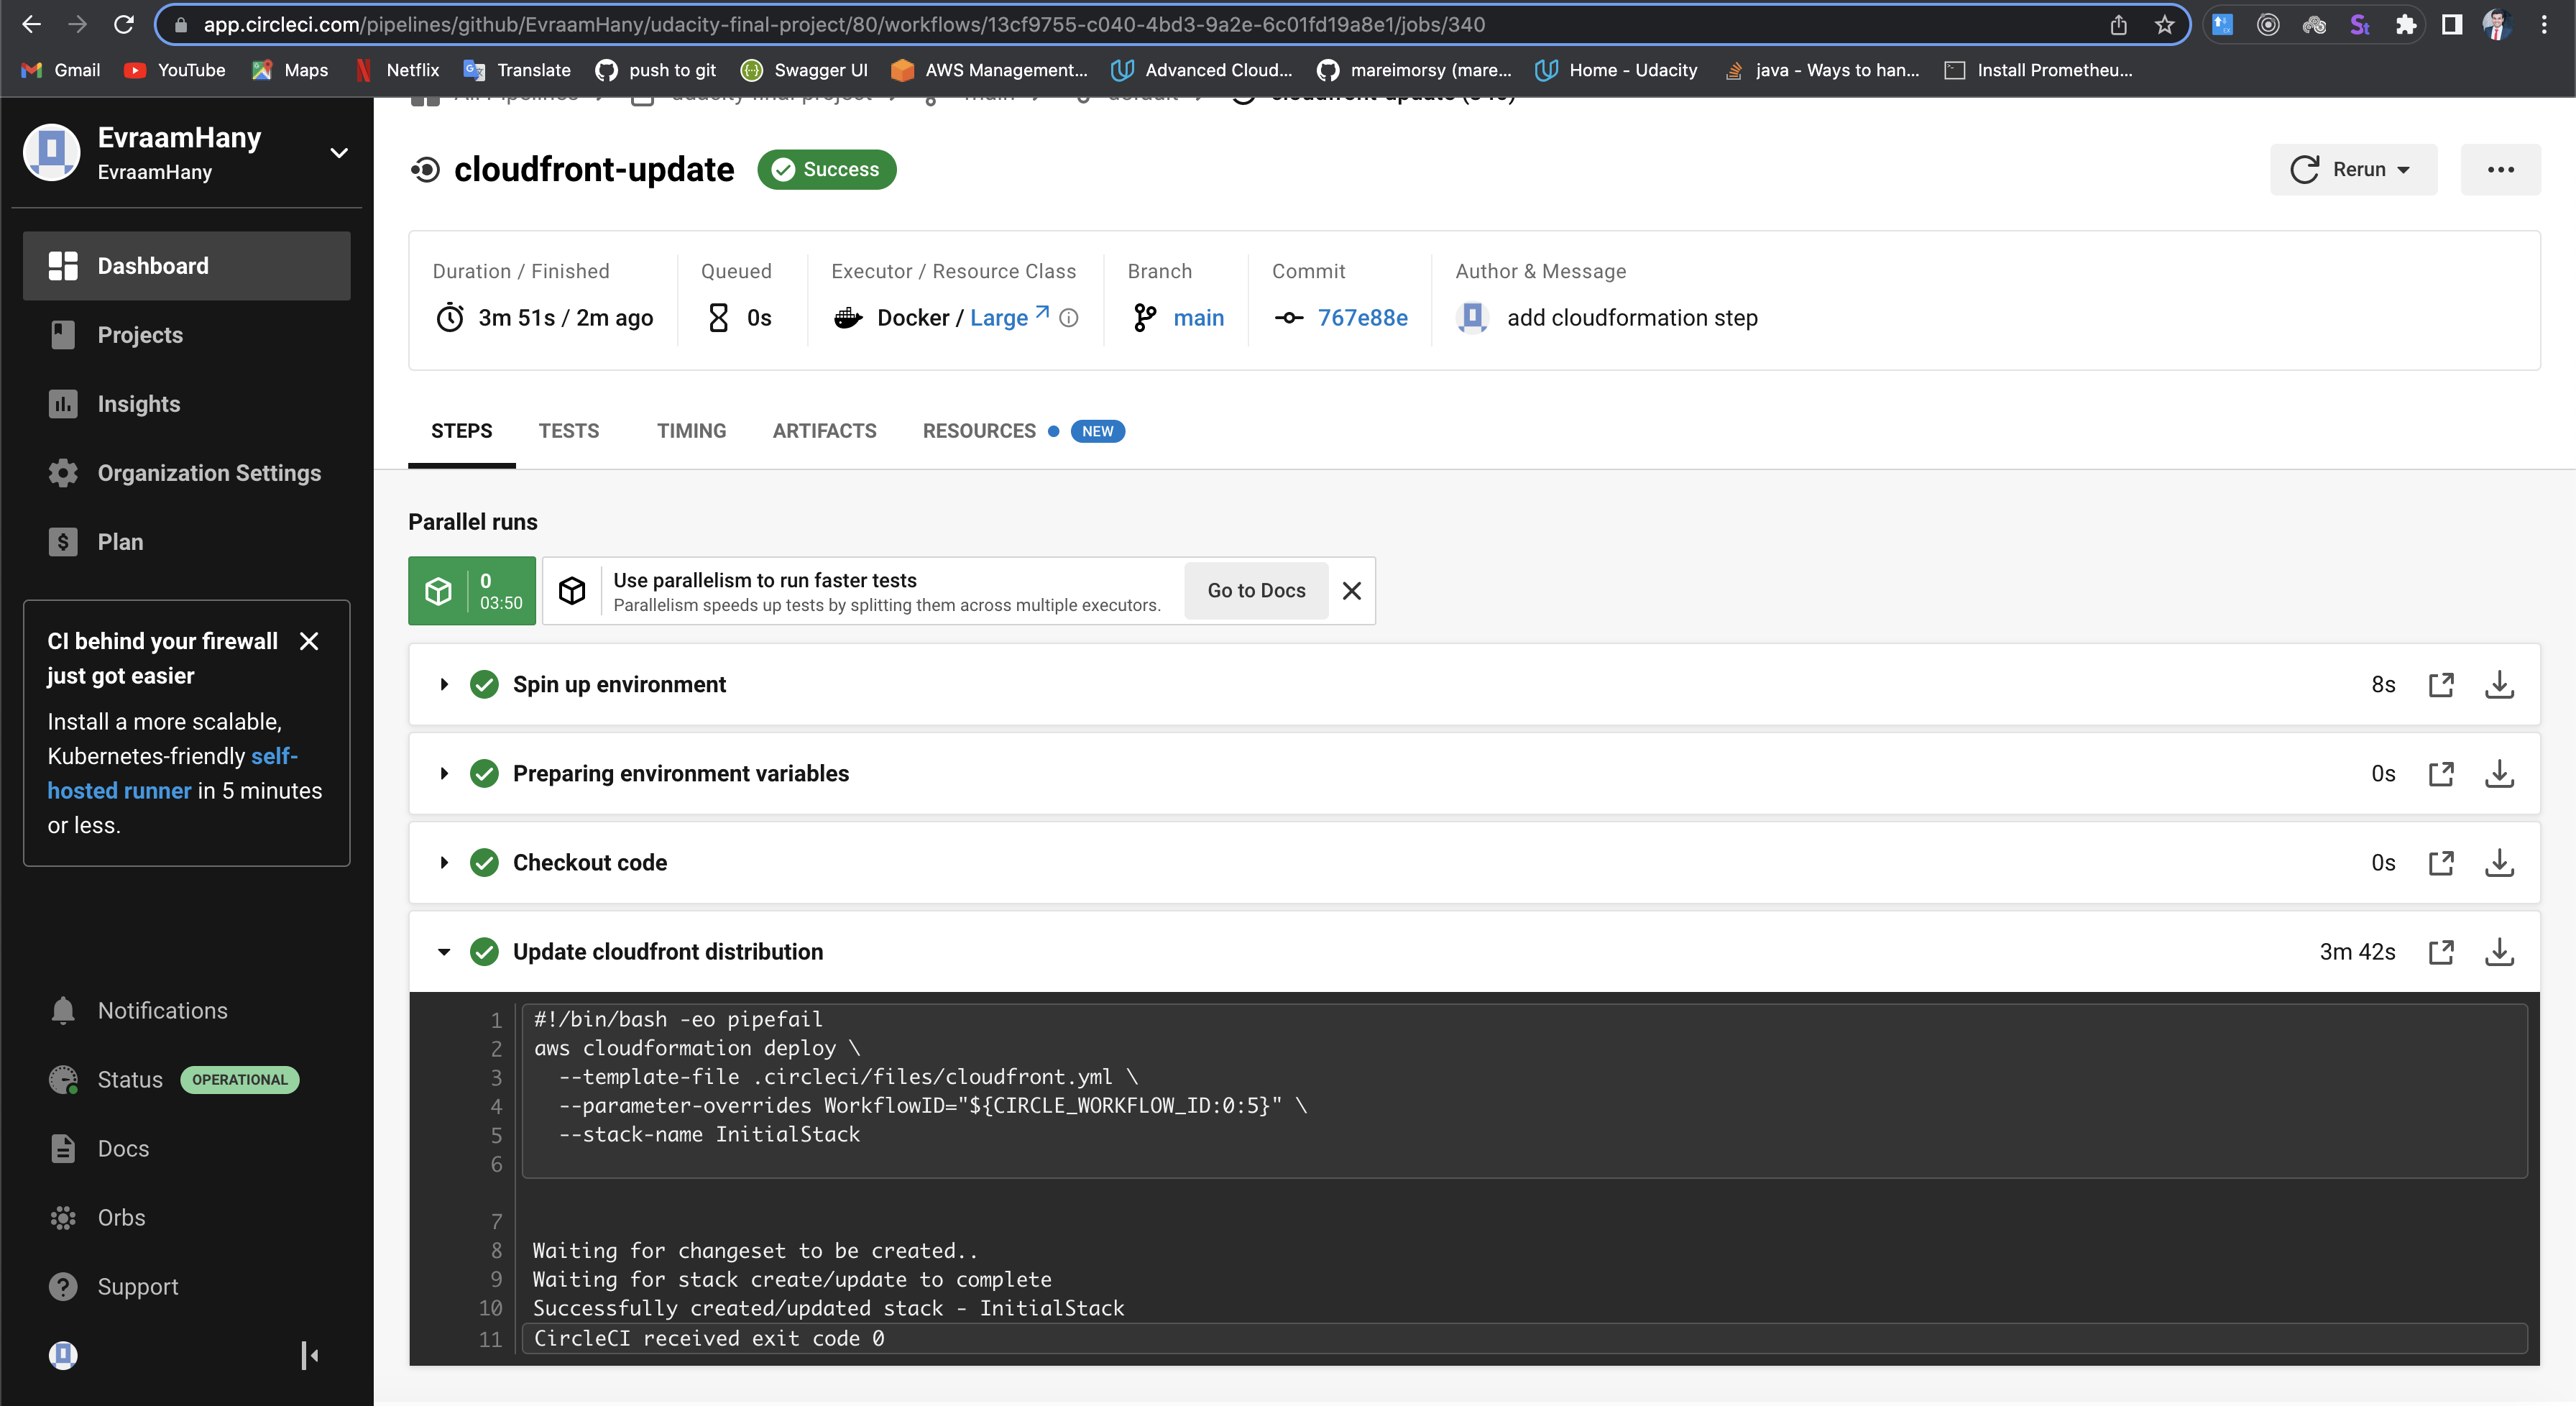 app.circleci.com/pipelines/github/EvraamHany/udacity-final-project/80/workflows/13cf9755-c040-4bd3-9a2e-6c01fd19a8e1/jobs/340
Gmail YouTube Maps Netflix Translate push to git Swagger UI AWS Management... Advanced Cloud... mareimorsy (mare... Home - Udacity java - Ways to han... Install Prometheu...
EvraamHany
EvraamHany
Dashboard
Projects
Insights
Organization Settings
Plan
CI behind your firewall
just got easier
Install a more scalable,
Kubernetes-friendly self-
hosted runner in 5 minutes
or less.
Notifications
Status OPERATIONAL
Docs
Orbs
Support
cloudfront-update Success
Rerun
Duration / Finished Queued Executor / Resource Class Branch Commit Author & Message
3m 51s / 2m ago 0s Docker / Large main 767e88e add cloudformation step
STEPS TESTS TIMING ARTIFACTS RESOURCES NEW
Parallel runs
0
03:50
Use parallelism to run faster tests
Parallelism speeds up tests by splitting them across multiple executors.
Go to Docs
Spin up environment 8s
Preparing environment variables 0s
Checkout code 0s
Update cloudfront distribution 3m 42s
1 #!/bin/bash -eo pipefail
2 aws cloudformation deploy \
3 --template-file .circleci/files/cloudfront.yml \
4 --parameter-overrides WorkflowID="${CIRCLE_WORKFLOW_ID:0:5}" \
5 --stack-name InitialStack
6
7
8 Waiting for changeset to be created..
9 Waiting for stack create/update to complete
10 Successfully created/updated stack - InitialStack
11 CircleCI received exit code 0